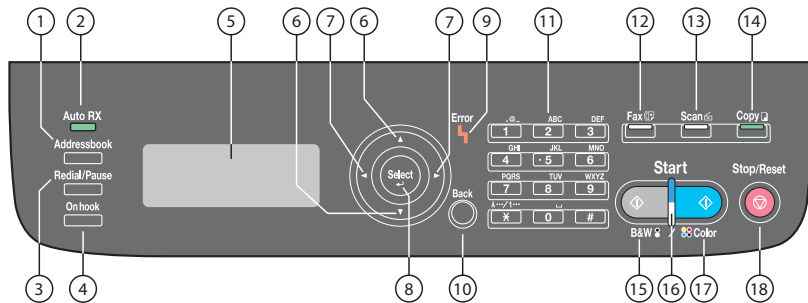 1 2 5 7 6 6 7 9 11 12 13 14
Auto RX
Addressbook
Redial/Pause
On hook
3 4
Select
8
Error
Back
10
.@_ ABC DEF
1 2 3
GHI JKL MNO
4 ·5 6
PQRS TUV WXYZ
7 8 9
A···/1··· ␣
* 0 #
Fax Scan Copy
Start
Stop/Reset
B&W Color
15 16 17 18